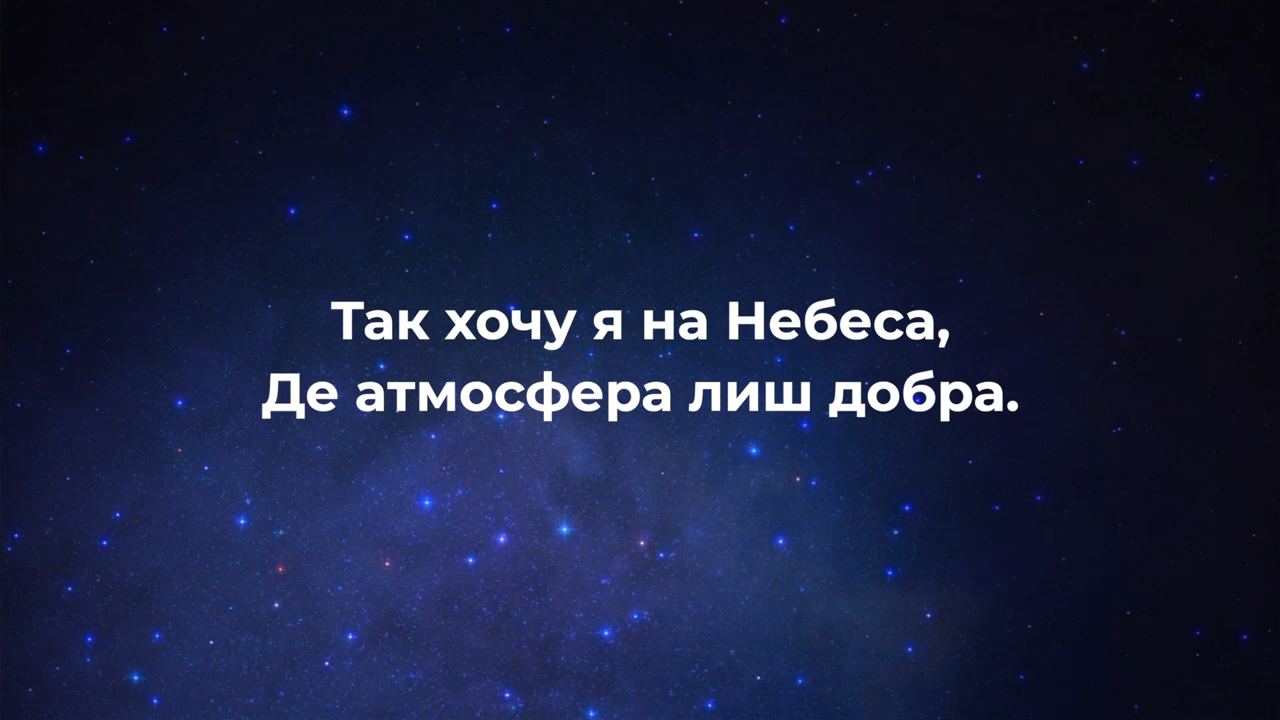 Так хочу я на Небеса,
Де атмосфера лиш добра.